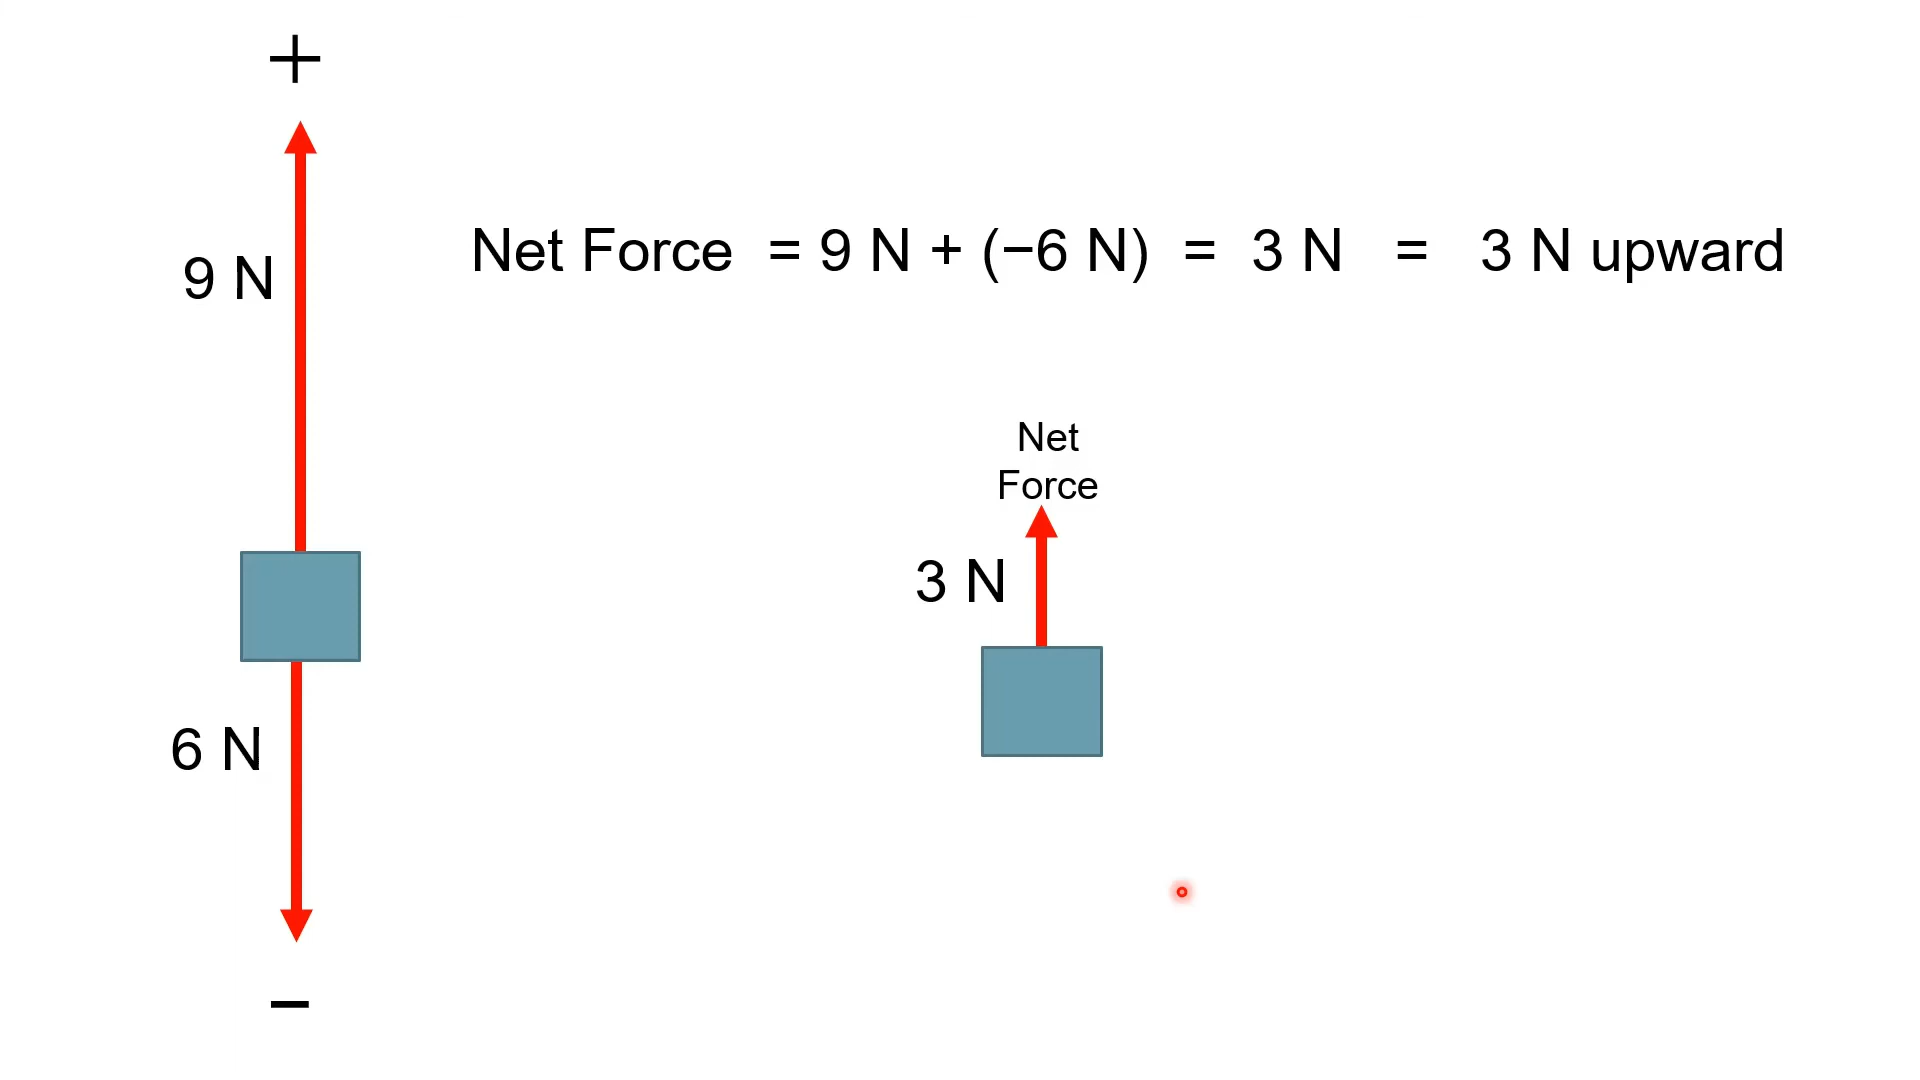 +
9 N
Net Force = 9 N + (−6 N) = 3 N = 3 N upward
Net
Force
3 N
6 N
−